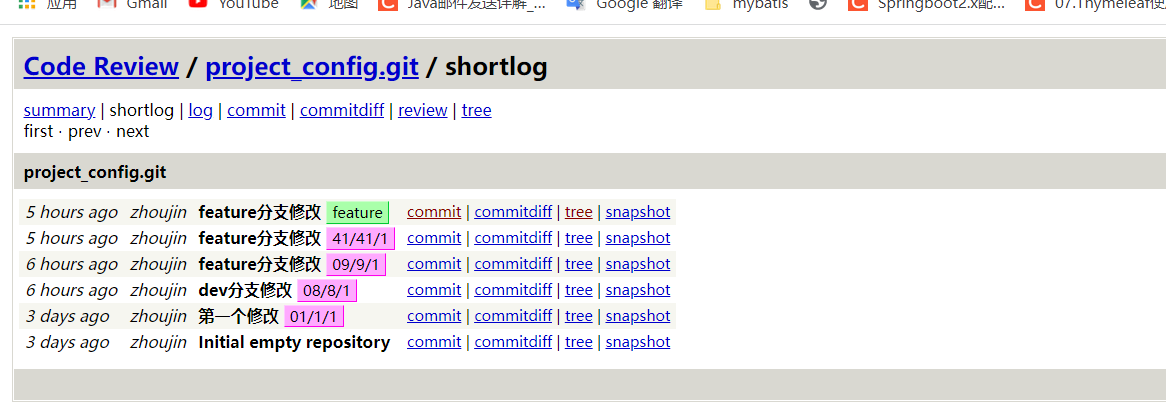 应用 Gmail YouTube 地图 Java邮件发送详解_... Google 翻译 mybatis Springboot2.x配... 07.Thymeleaf使
Code Review / project_config.git / shortlog
summary | shortlog | log | commit | commitdiff | review | tree
first · prev · next
project_config.git
5 hours ago zhoujin feature分支修改 feature commit | commitdiff | tree | snapshot
5 hours ago zhoujin feature分支修改 41/41/1 commit | commitdiff | tree | snapshot
6 hours ago zhoujin feature分支修改 09/9/1 commit | commitdiff | tree | snapshot
6 hours ago zhoujin dev分支修改 08/8/1 commit | commitdiff | tree | snapshot
3 days ago zhoujin 第一个修改 01/1/1 commit | commitdiff | tree | snapshot
3 days ago zhoujin Initial empty repository commit | commitdiff | tree | snapshot